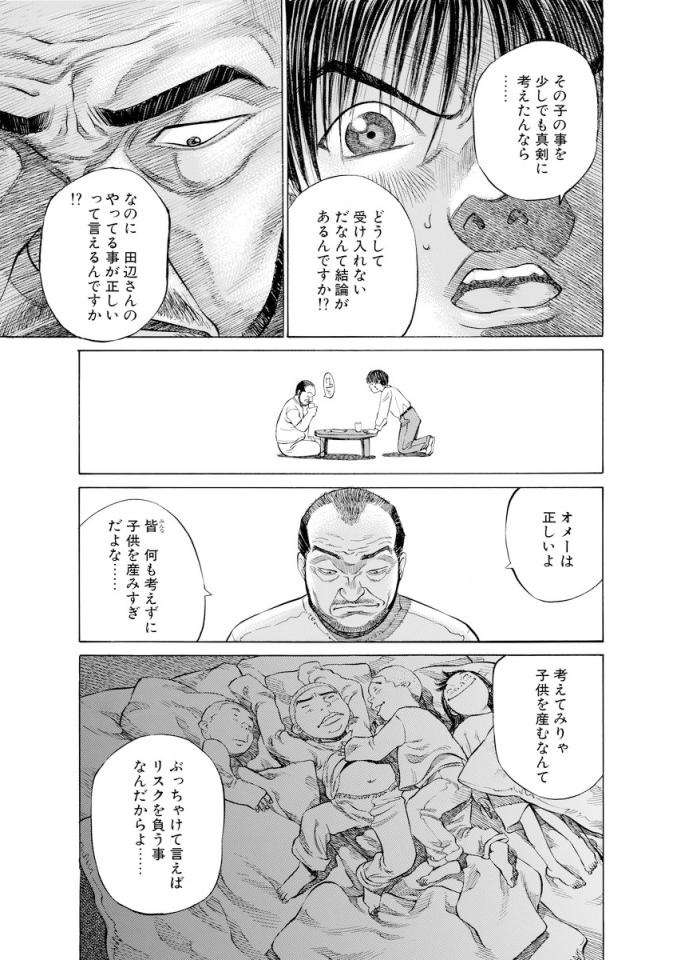 その子の事を
少しでも真剣に
考えたんなら
……
どうして
受け入れない
だなんて結論が
あるんですか!?
なのに 田辺さんの
やってる事が正しい
って言えるんですか
!?
オメーは
正しいよ
皆 何も考えずに
子供を産みすぎ
だよな……
考えてみりゃ
子供を産むなんて
ぶっちゃけて言えば
リスクを負う事
なんだからよ……